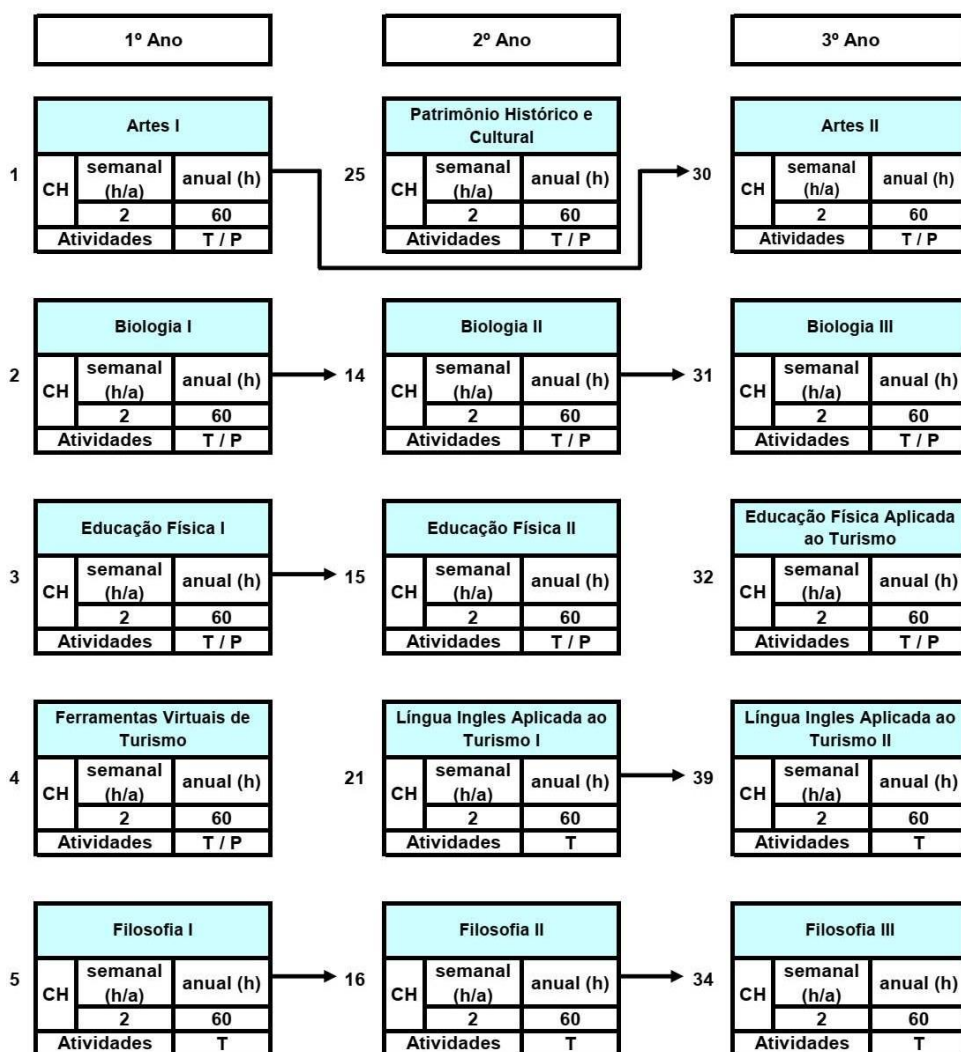 1º Ano
2º Ano
3º Ano
1
Artes I
CH
semanal
(h/a)
anual (h)
2
60
Atividades
T / P
25
Patrimônio Histórico e
Cultural
CH
semanal
(h/a)
anual (h)
2
60
Atividades
T / P
30
Artes II
CH
semanal
(h/a)
anual (h)
2
60
Atividades
T / P
2
Biologia I
CH
semanal
(h/a)
anual (h)
2
60
Atividades
T / P
14
Biologia II
CH
semanal
(h/a)
anual (h)
2
60
Atividades
T / P
31
Biologia III
CH
semanal
(h/a)
anual (h)
2
60
Atividades
T / P
3
Educação Física I
CH
semanal
(h/a)
anual (h)
2
60
Atividades
T / P
15
Educação Física II
CH
semanal
(h/a)
anual (h)
2
60
Atividades
T / P
32
Educação Física Aplicada
ao Turismo
CH
semanal
(h/a)
anual (h)
2
60
Atividades
T / P
4
Ferramentas Virtuais de
Turismo
CH
semanal
(h/a)
anual (h)
2
60
Atividades
T / P
21
Língua Ingles Aplicada ao
Turismo I
CH
semanal
(h/a)
anual (h)
2
60
Atividades
T
39
Língua Ingles Aplicada ao
Turismo II
CH
semanal
(h/a)
anual (h)
2
60
Atividades
T
5
Filosofia I
CH
semanal
(h/a)
anual (h)
2
60
Atividades
T
16
Filosofia II
CH
semanal
(h/a)
anual (h)
2
60
Atividades
T
34
Filosofia III
CH
semanal
(h/a)
anual (h)
2
60
Atividades
T